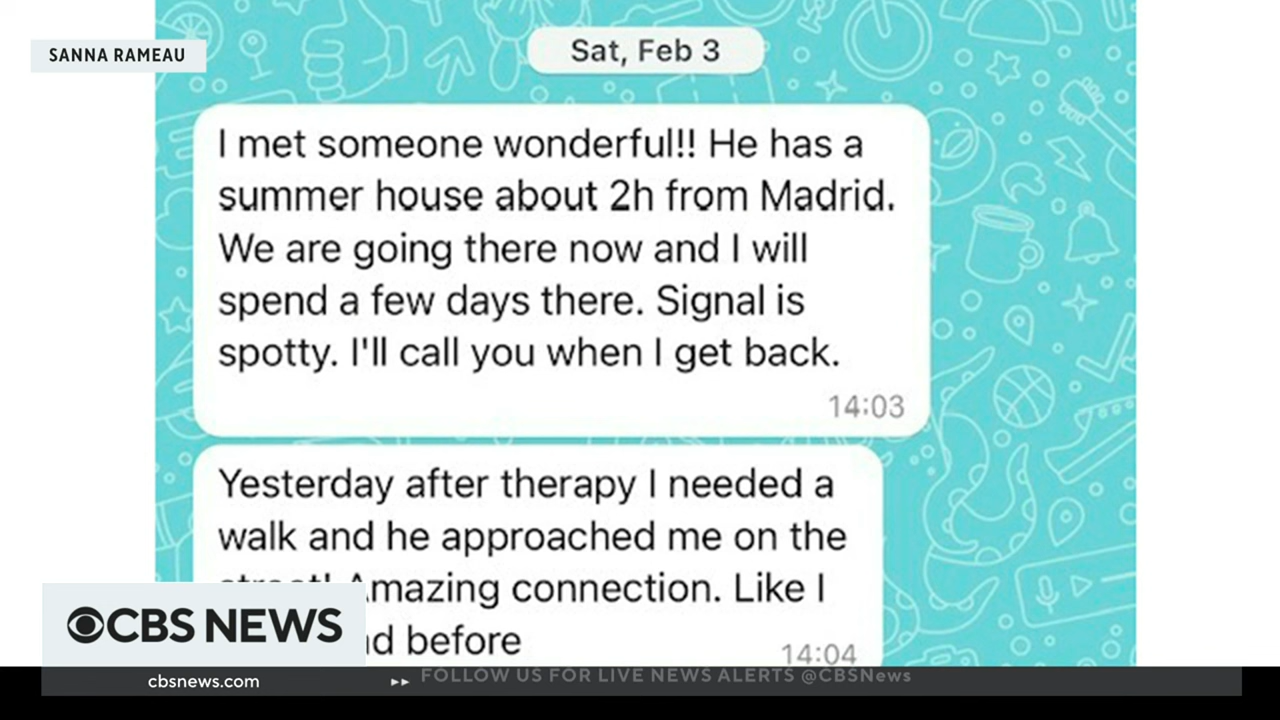 SANNA RAMEAU
Sat, Feb 3
I met someone wonderful!! He has a
summer house about 2h from Madrid.
We are going there now and I will
spend a few days there. Signal is
spotty. I'll call you when I get back.
14:03
Yesterday after therapy I needed a
walk and he approached me on the
street! Amazing connection. Like I
before
14:04
CBS NEWS
cbsnews.com
FOLLOW US FOR LIVE NEWS ALERTS @CBSNews